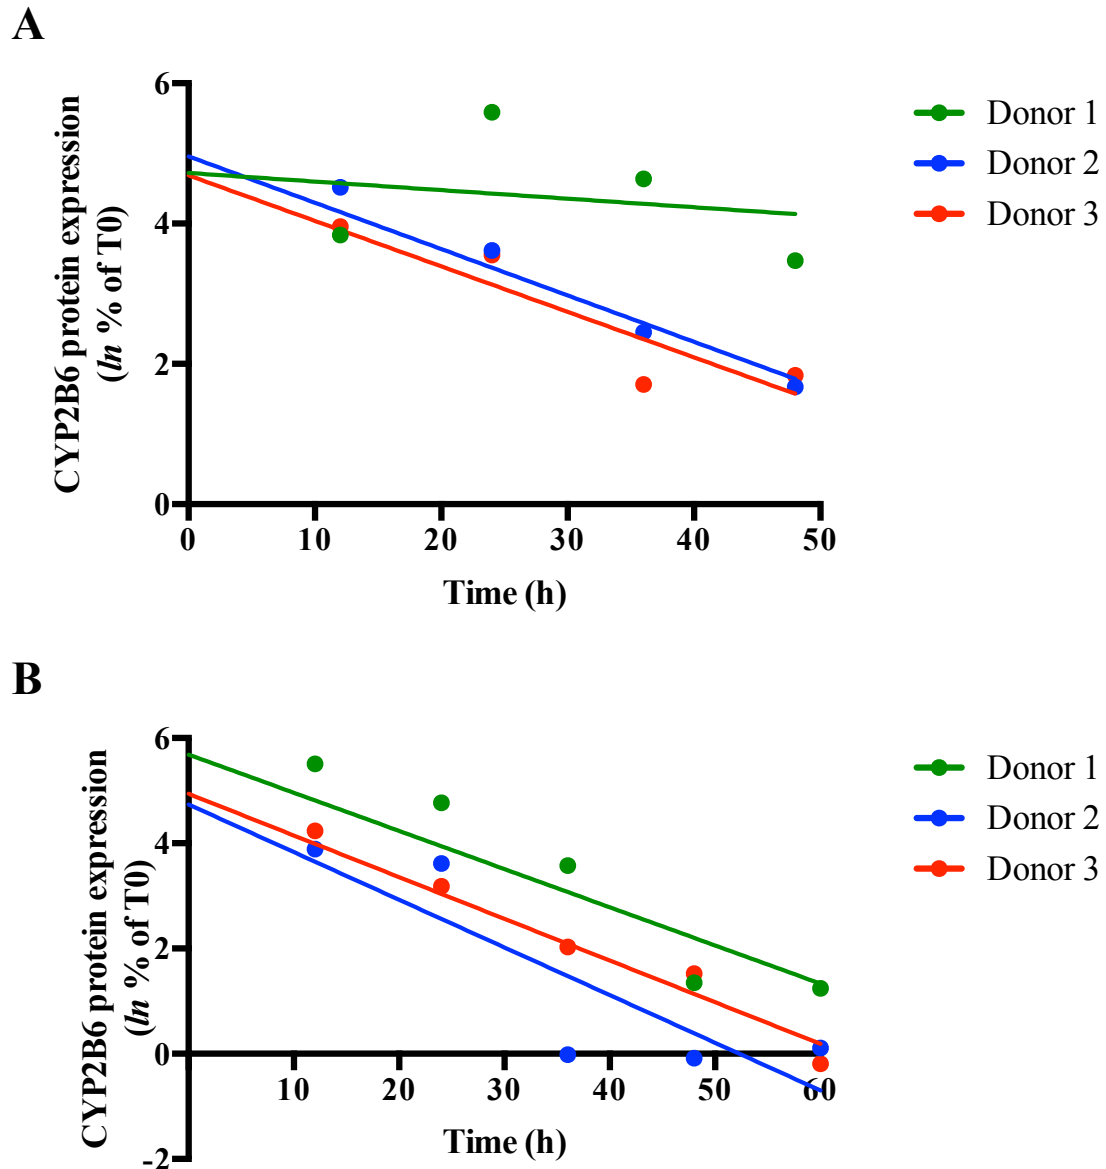 A
CYP2B6 protein expression
(ln % of T0)
6
4
2
0
0 10 20 30 40 50
Time (h)
Donor 1
Donor 2
Donor 3
B
CYP2B6 protein expression
(ln % of T0)
6
4
2
0
-2
10 20 30 40 50 60
Time (h)
Donor 1
Donor 2
Donor 3